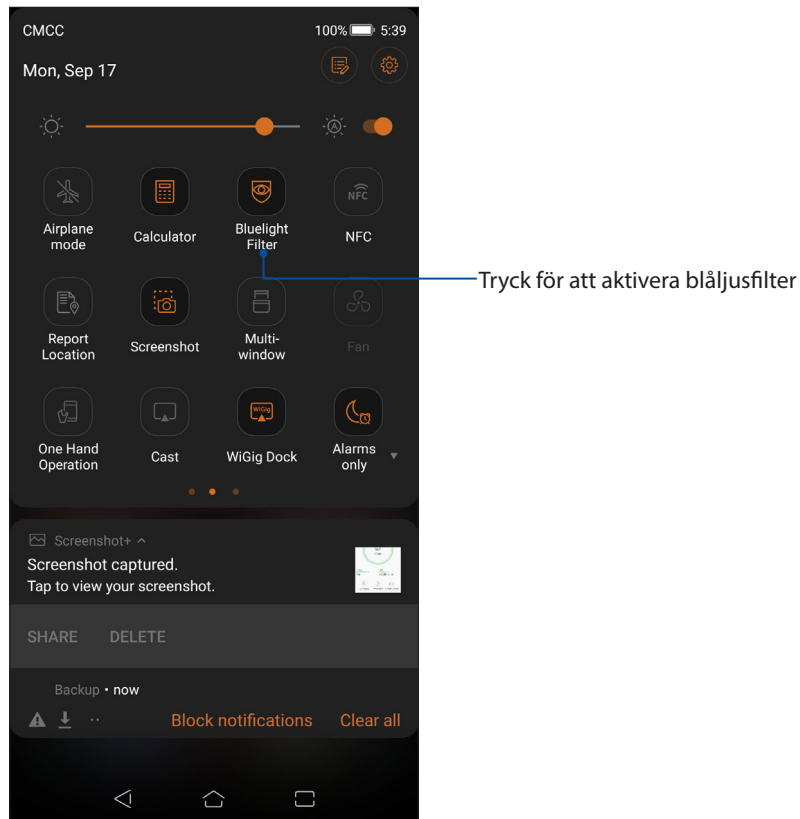 CMCC 100% 5:39
Mon, Sep 17
A
NFC
Airplane
mode
Calculator
Bluelight
Filter
NFC
Tryck för att aktivera blåljusfilter
Report
Location
Screenshot
Multi-
window
Fan
WiGig
One Hand
Operation
Cast
WiGig Dock
Alarms
only
Screenshot+
Screenshot captured.
Tap to view your screenshot.
SHARE DELETE
Backup • now
Block notifications Clear all